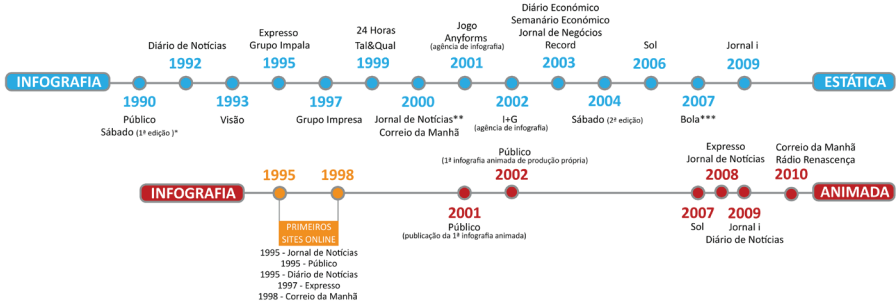 Diário Económico
Semanário Económico
Jornal de Negócios
Record
Expresso
Grupo Impala
24 Horas
Tal&Qual
Jogo
Anyforms
(agência de infografia)
Diário de Notícias
Sol
Jornal i
1992
1995
1999
2001
2003
2006
2009
INFOGRAFIA
ESTÁTICA
1990
1993
1997
2000
2002
2004
2007
Público
Sábado (1ª edição )*
Visão
Grupo Impresa
Jornal de Notícias**
Correio da Manhã
I+G
(agência de infografia)
Sábado (2ª edição)
Bola***
Público
(1ª infografia animada de produção própria)
Expresso
Jornal de Notícias
Correio da Manhã
Rádio Renascença
1995
1998
2002
2008
2010
INFOGRAFIA
ANIMADA
2001
2007
2009
Público
(publicação da 1ª infografia animada)
Sol
Jornal i
Diário de Notícias
PRIMEIROS
SITES ONLINE
1995 - Jornal de Notícias
1995 - Público
1995 - Diário de Notícias
1997 - Expresso
1998 - Correio da Manhã